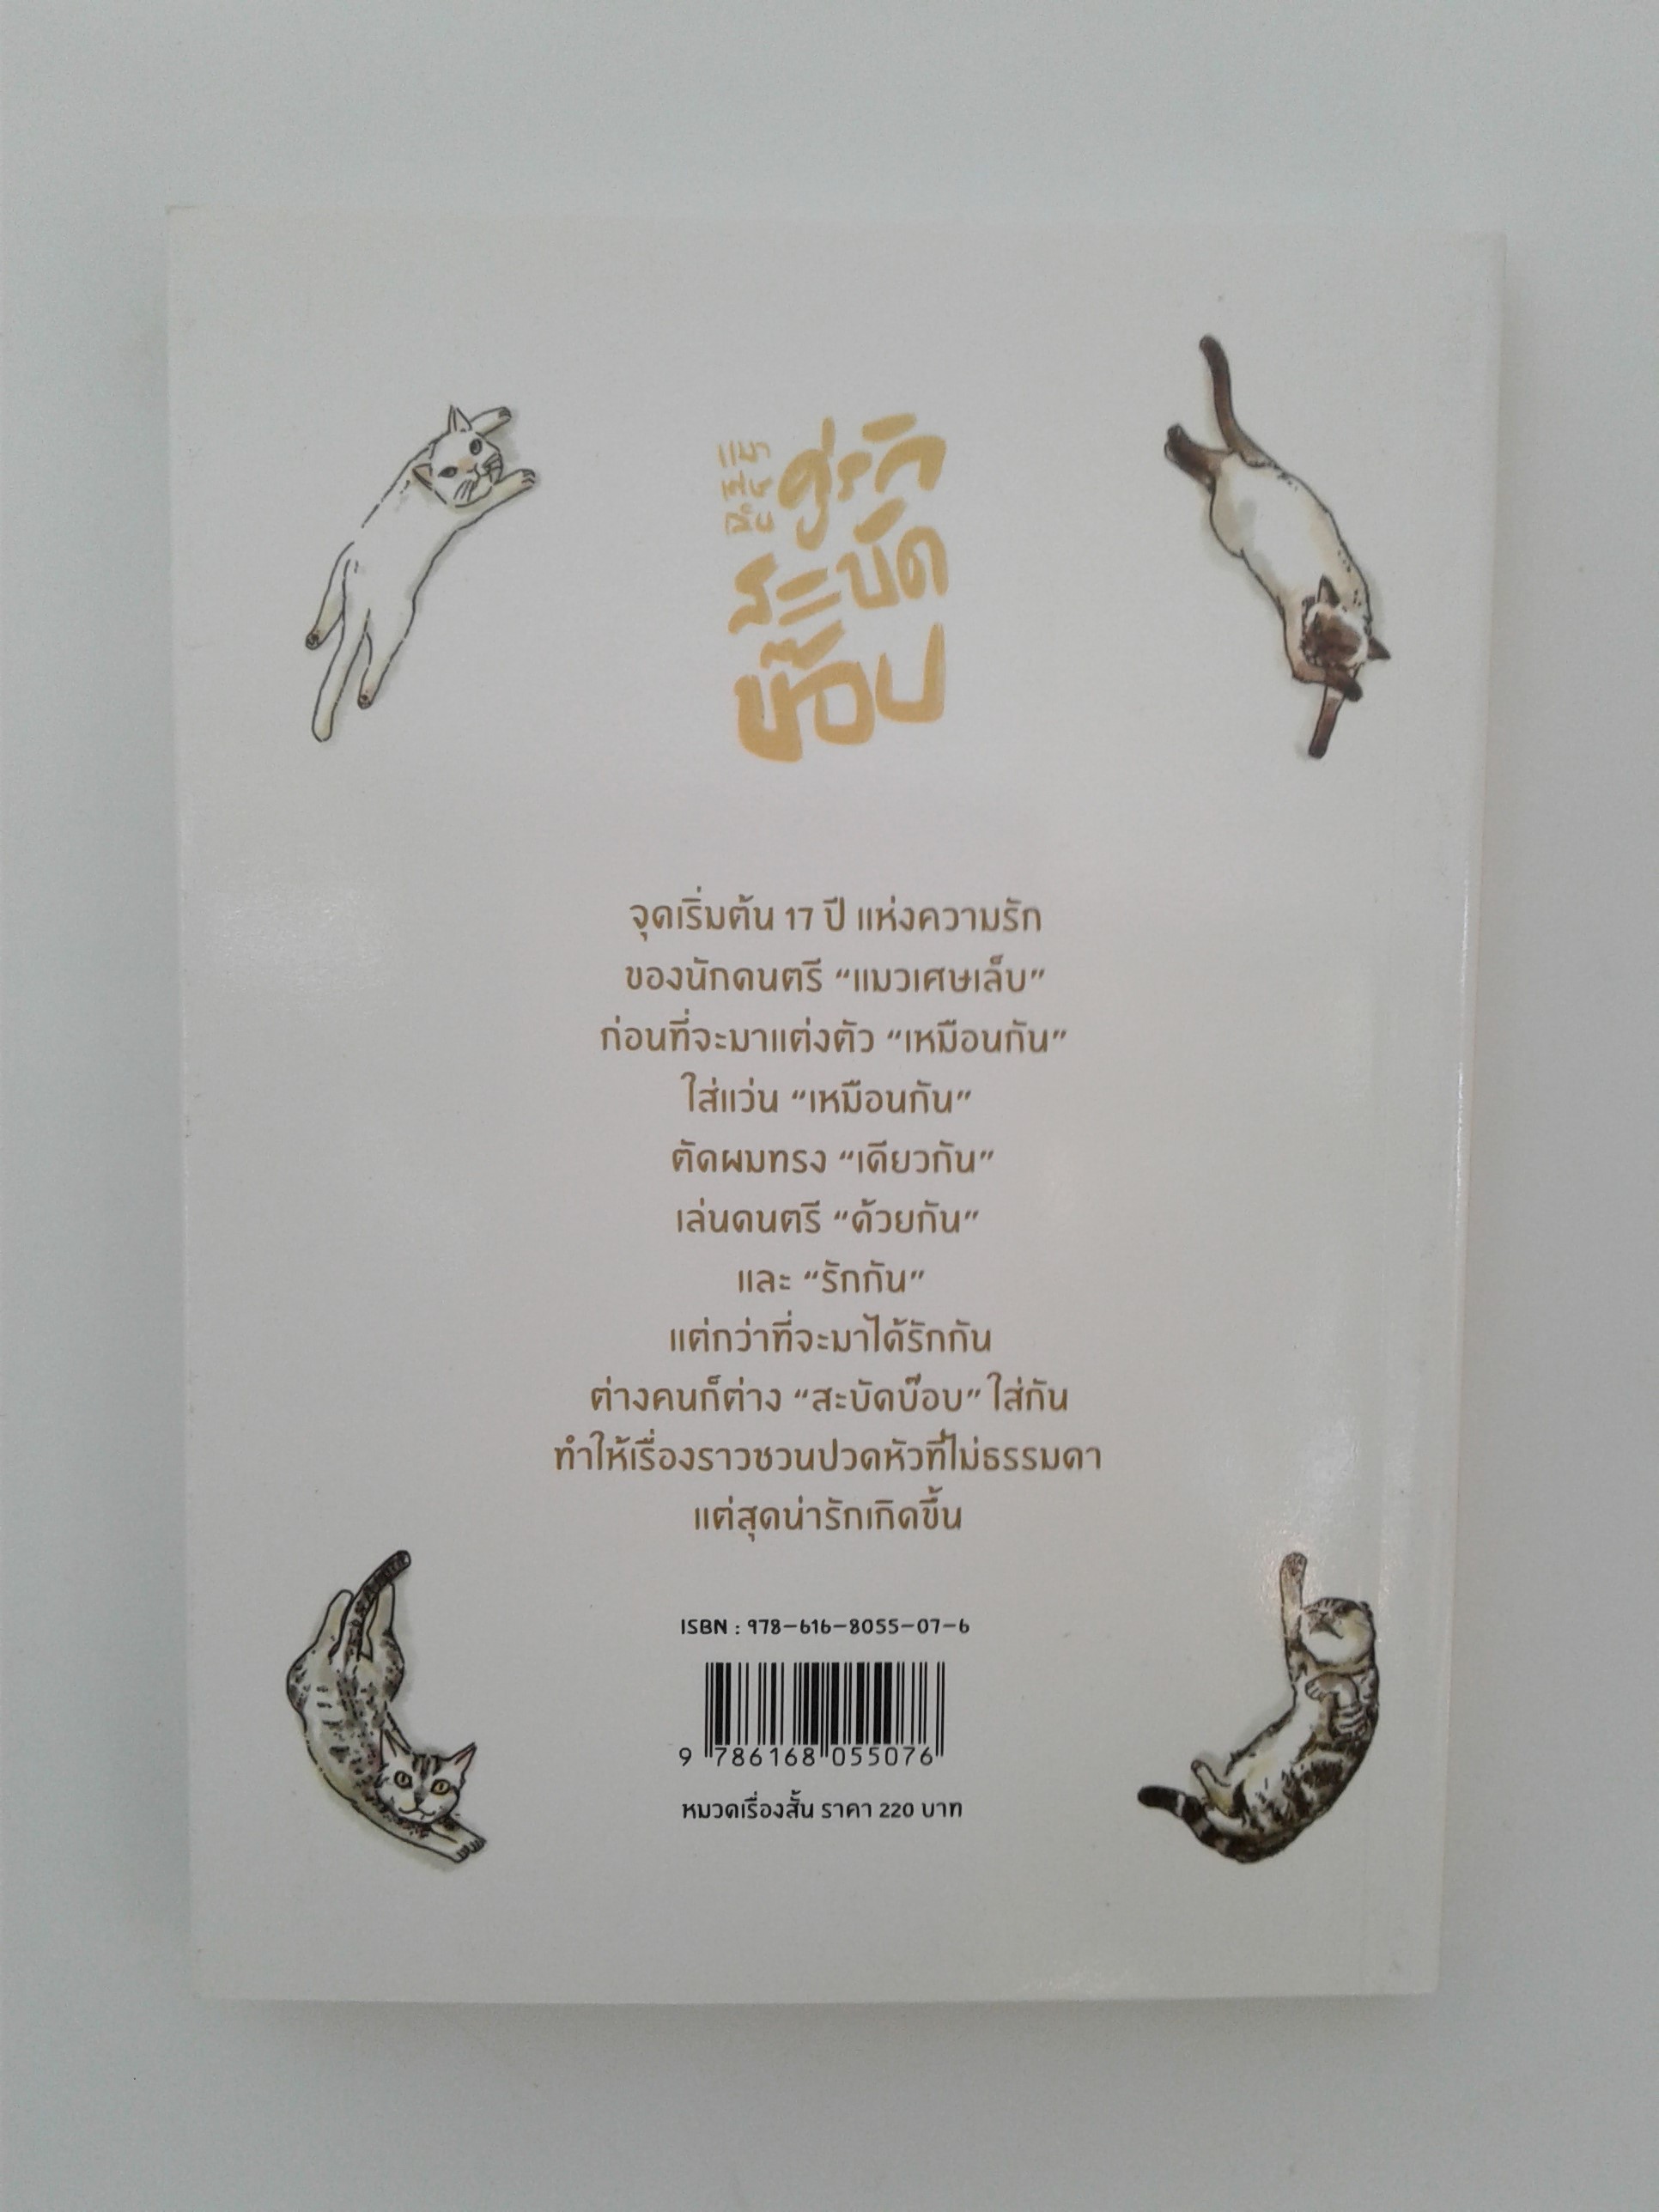 แมว
เศษ
เล็บ
คู่รัก
สะบัด
บ๊อบ
จุดเริ่มต้น 17 ปี แห่งความรัก
ของนักดนตรี “แมวเศษเล็บ”
ก่อนที่จะมาแต่งตัว “เหมือนกัน”
ใส่แว่น “เหมือนกัน”
ตัดผมทรง “เดียวกัน”
เล่นดนตรี “ด้วยกัน”
และ “รักกัน”
แต่กว่าที่จะมาได้รักกัน
ต่างคนก็ต่าง “สะบัดบ๊อบ” ใส่กัน
ทำให้เรื่องราวชวนปวดหัวที่ไม่ธรรมดา
แต่สุดน่ารักเกิดขึ้น
ISBN : 978-616-8055-07-6
9 786168 055076
หมวดเรื่องสั้น ราคา 220 บาท